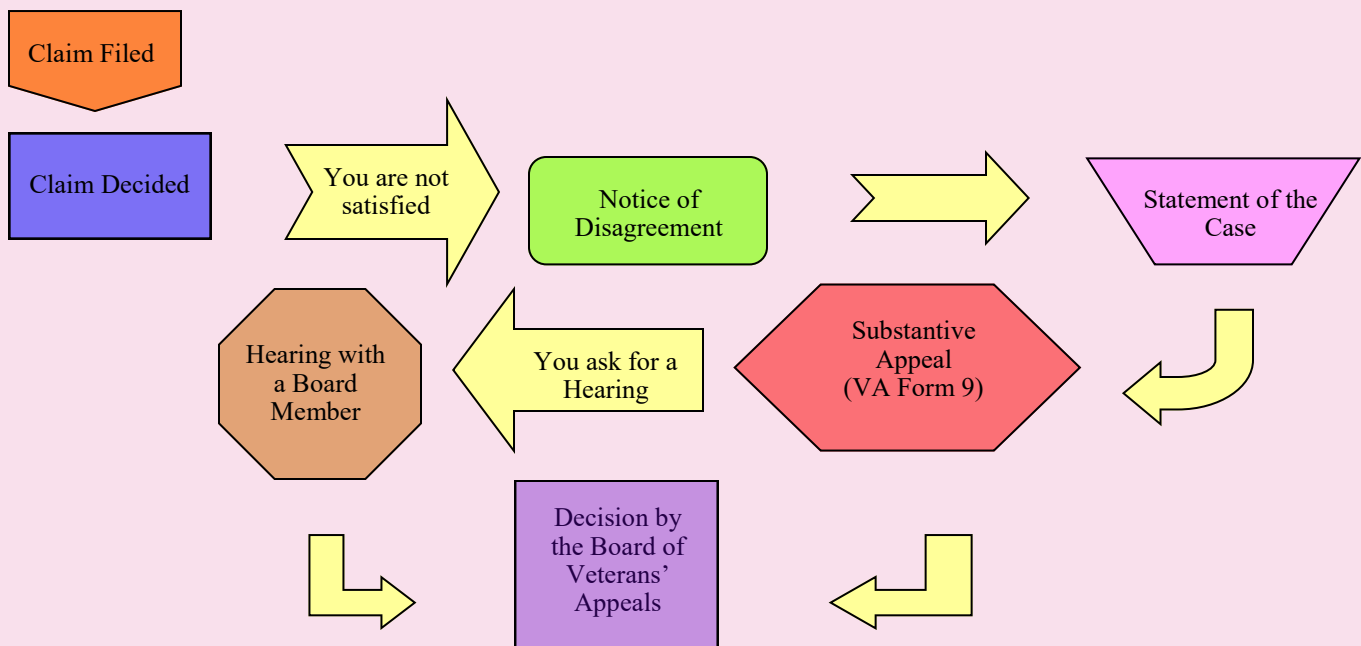 Claim Filed
Claim Decided
You are not
satisfied
Notice of
Disagreement
Statement of the
Case
Substantive
Appeal
(VA Form 9)
You ask for a
Hearing
Hearing with
a Board
Member
Decision by
the Board of
Veterans’
Appeals